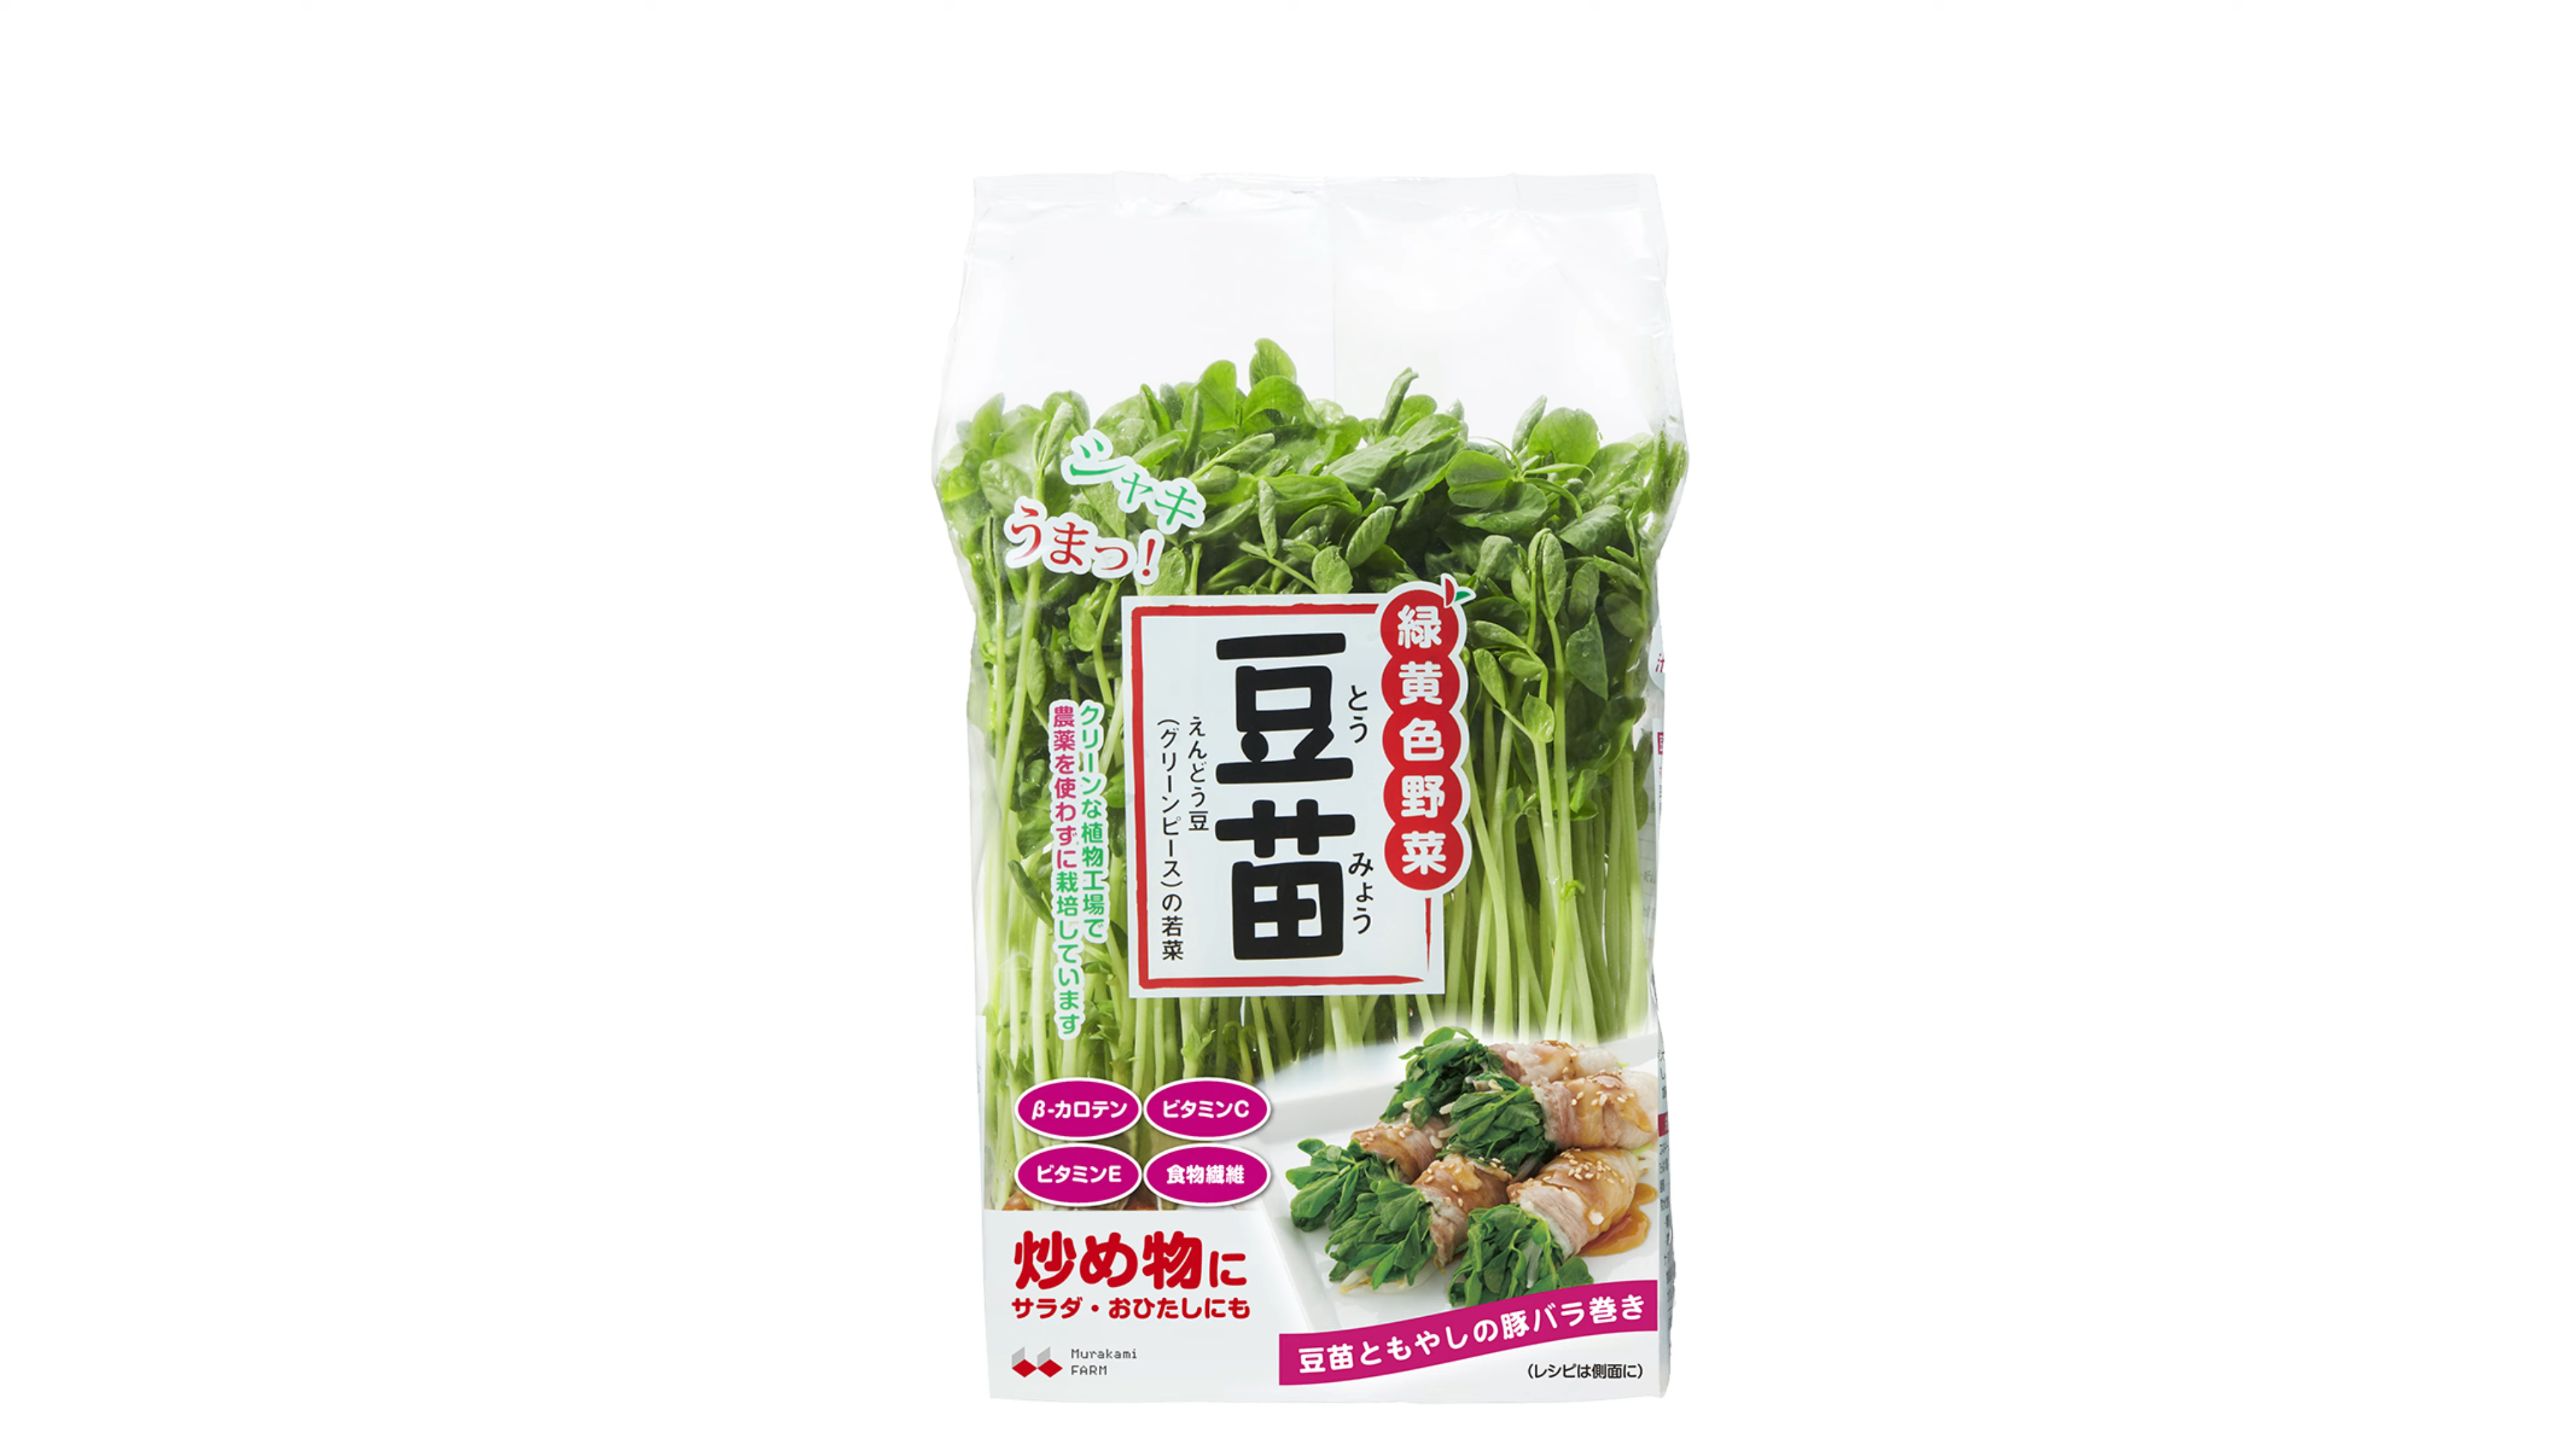 シャキ
うまっ!
緑黄色野菜
とうみょう
豆苗
えんどう豆
(グリーンピース)の若菜
クリーンな植物工場で
農薬を使わずに栽培しています
β-カロテン
ビタミンC
ビタミンE
食物繊維
炒め物に
サラダ・おひたしにも
Murakami
FARM
豆苗ともやしの豚バラ巻き
(レシピは側面に)